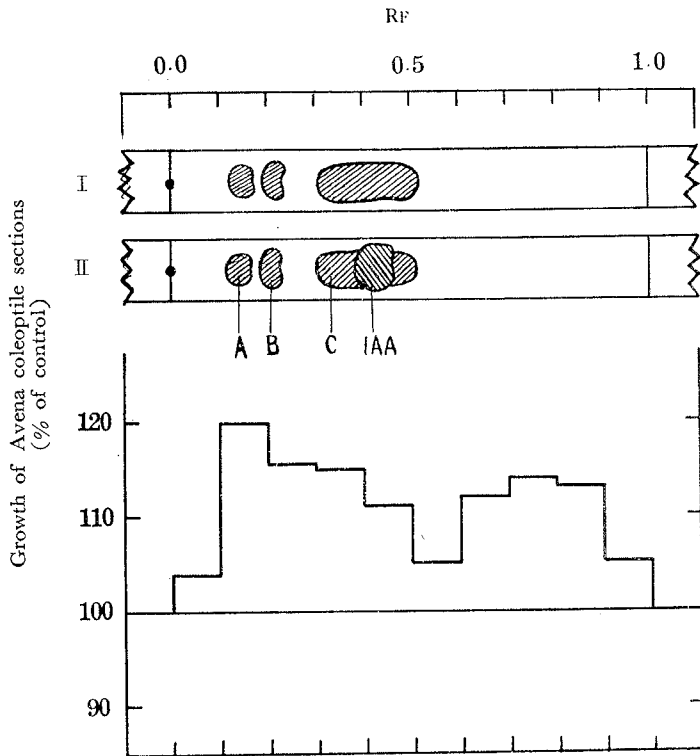 RF
0.0 0.5 1.0
I
II
A B C IAA
Growth of Avena coleoptile sections
(% of control)
120
110
100
90